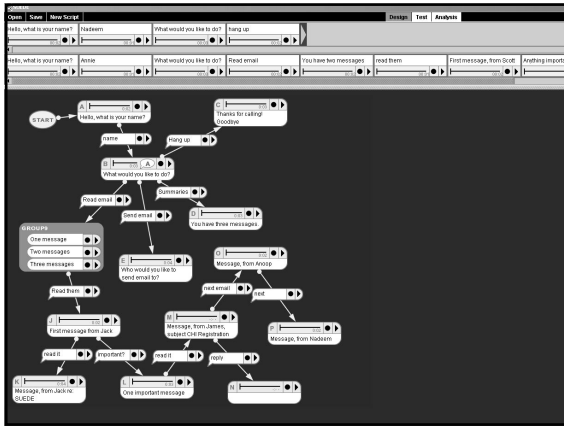 SUEDE
Open Save New Script
Design Test Analysis
Hello, what is your name? Nadeem What would you like to do? hang up
Hello, what is your name? Annie What would you like to do? Read email You have two messages read them First message, from Scott Anything importa
START
A
Hello, what is your name?
C
Thanks for calling!
Goodbye
name
Hang up
B
A
What would you like to do?
Read email
Summaries
Send email
D
You have three messages.
GROUP9
One message
Two messages
Three messages
E
Who would you like to
send email to?
O
Message, from Anoop
Read them
next email
next
J
First message from Jack
M
Message, from James,
subject CHI Registration
P
Message, from Nadeem
read it
important?
read it
reply
K
Message, from Jack re:
SUEDE
L
One important message
N